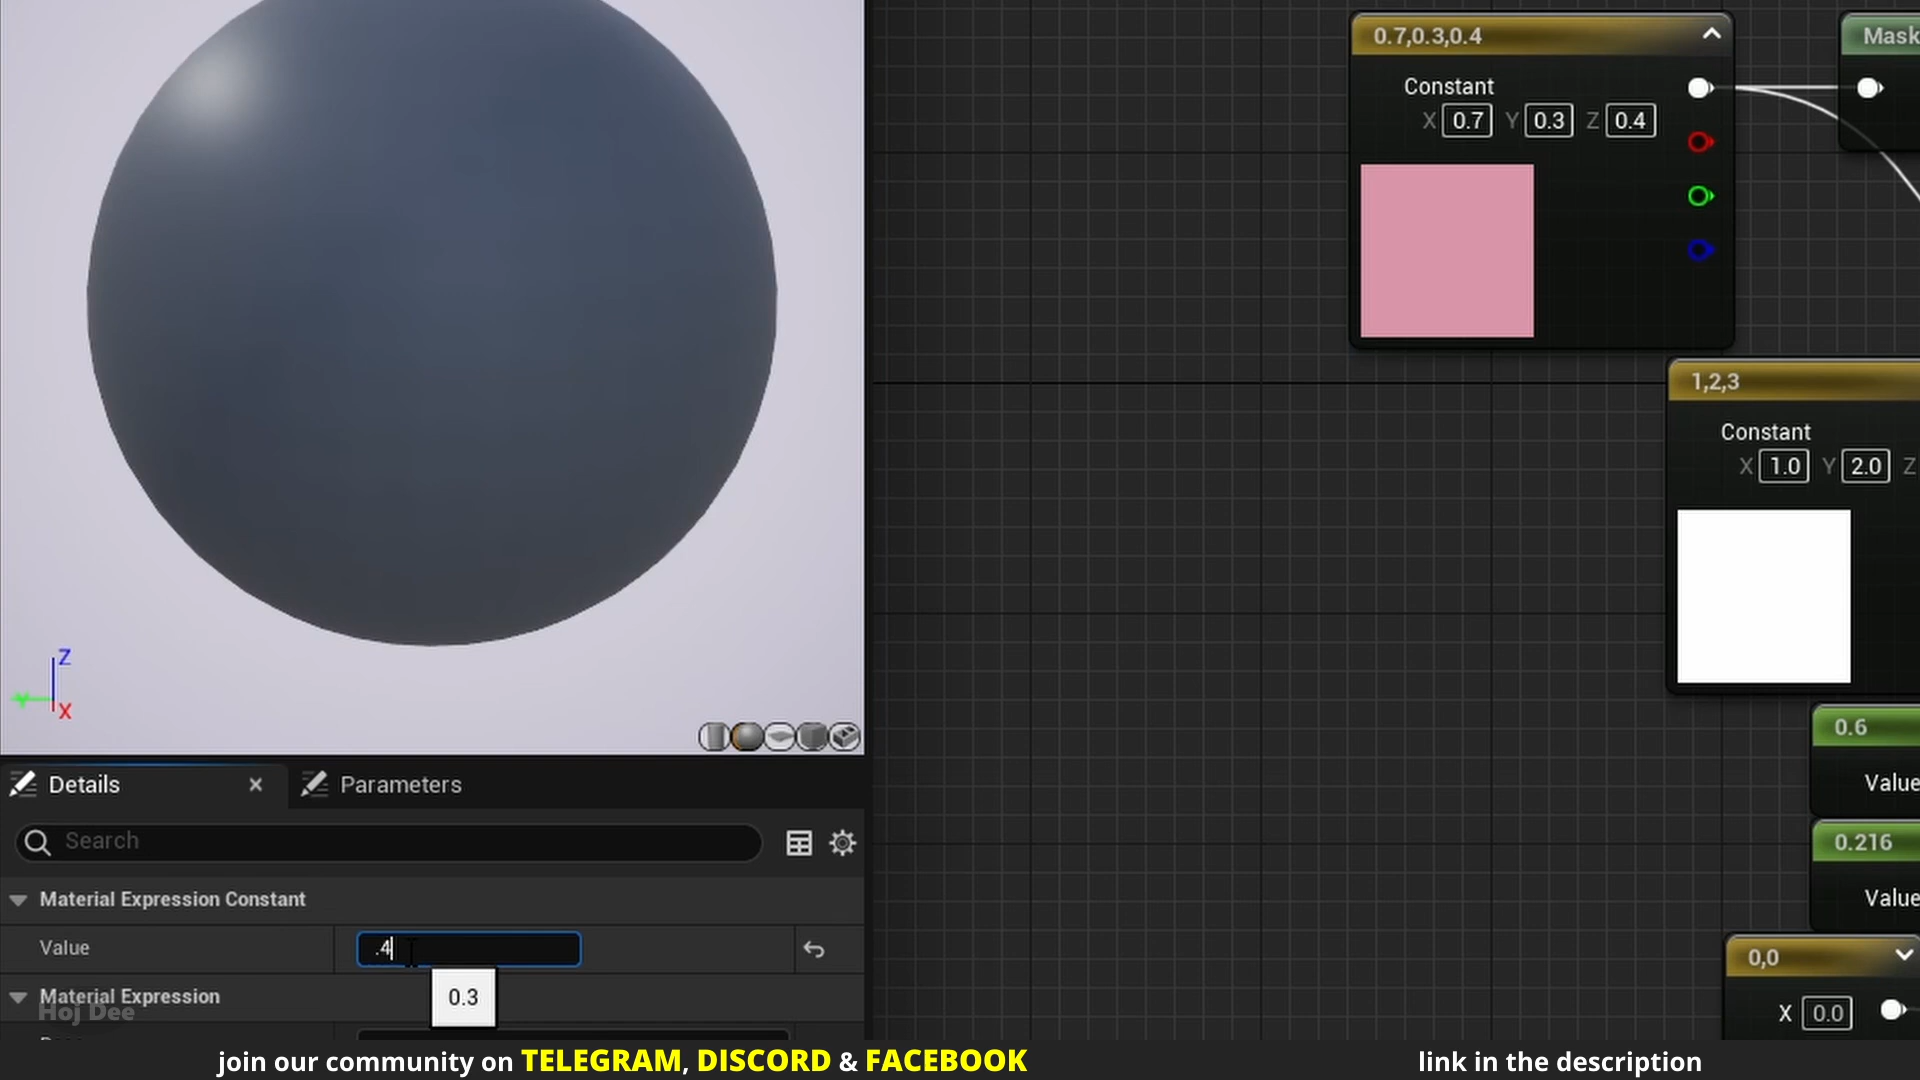 0.7,0.3,0.4
Mask
Constant
X 0.7 Y 0.3 Z 0.4
1,2,3
Constant
X 1.0 Y 2.0 Z
0.6
Value
0.216
Value
0,0
X 0.0
Z
Y
X
Details
Parameters
Search
Material Expression Constant
Value .4
0.3
Material Expression
Hoj Dee
join our community on TELEGRAM, DISCORD & FACEBOOK
link in the description